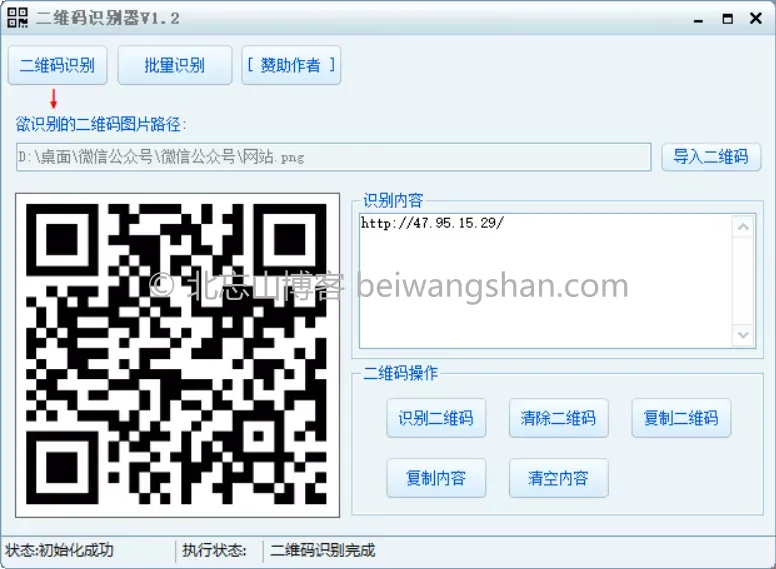 二维码识别器V1.2
二维码识别 批量识别 [ 赞助作者 ]
欲识别的二维码图片路径:
D:\桌面\微信公众号\微信公众号\网站.png 导入二维码
识别内容
http://47.95.15.29/
© 北忘山博客 beiwangshan.com
二维码操作
识别二维码 清除二维码 复制二维码
复制内容 清空内容
状态:初始化成功 执行状态: 二维码识别完成